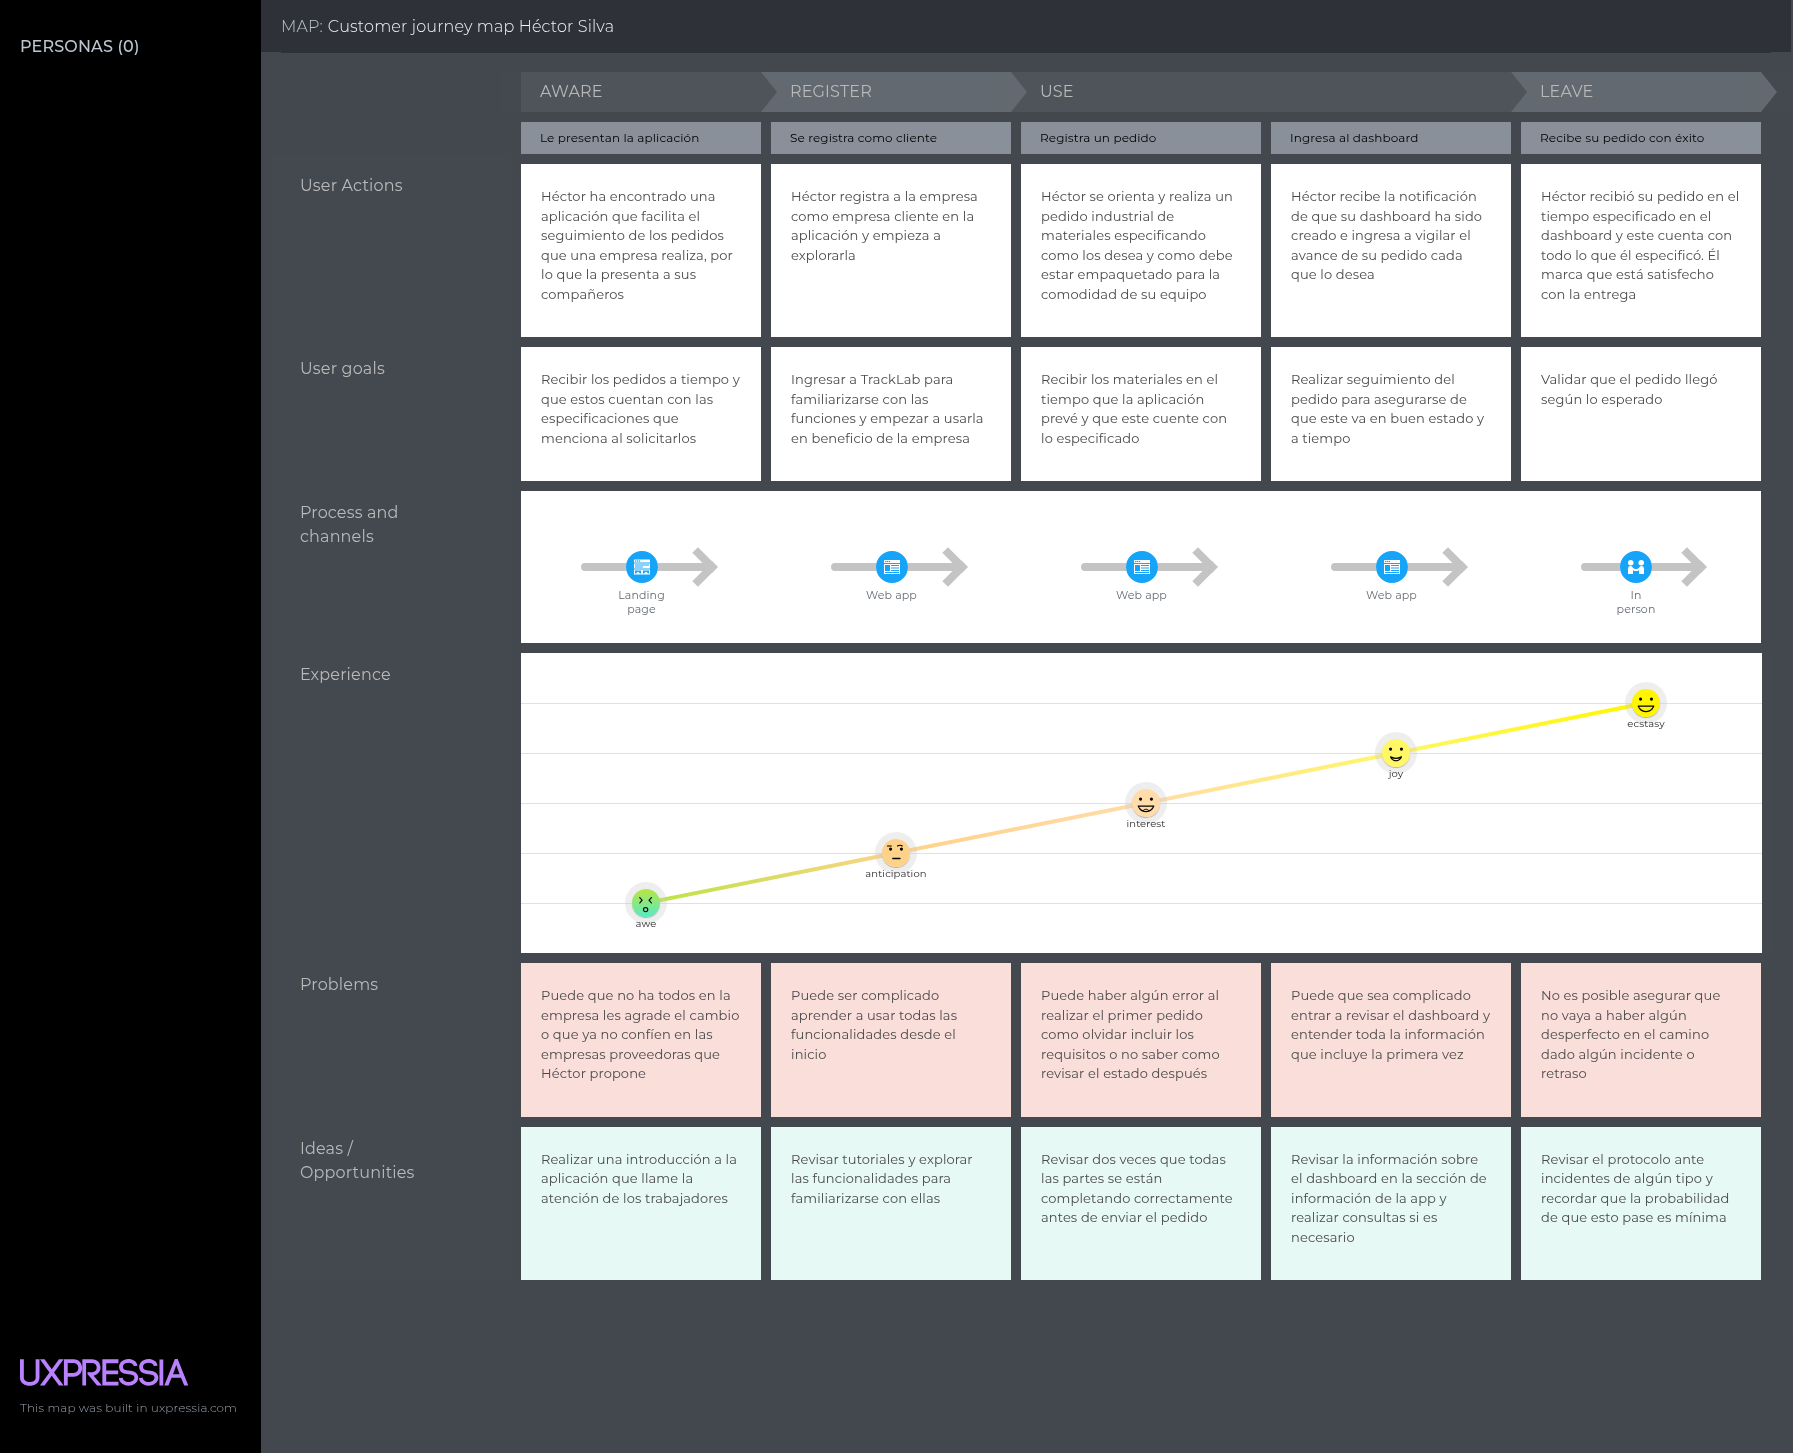 PERSONAS (0)
MAP: Customer journey map Héctor Silva
AWARE
REGISTER
USE
LEAVE
Le presentan la aplicación
Se registra como cliente
Registra un pedido
Ingresa al dashboard
Recibe su pedido con éxito
User Actions
Héctor ha encontrado una
aplicación que facilita el
seguimiento de los pedidos
que una empresa realiza, por
lo que la presenta a sus
compañeros
Héctor registra a la empresa
como empresa cliente en la
aplicación y empieza a
explorarla
Héctor se orienta y realiza un
pedido industrial de
materiales especificando
como los desea y como debe
estar empaquetado para la
comodidad de su equipo
Héctor recibe la notificación
de que su dashboard ha sido
creado e ingresa a vigilar el
avance de su pedido cada
que lo desea
Héctor recibió su pedido en el
tiempo especificado en el
dashboard y este cuenta con
todo lo que él especificó. Él
marca que está satisfecho
con la entrega
User goals
Recibir los pedidos a tiempo y
que estos cuentan con las
especificaciones que
menciona al solicitarlos
Ingresar a TrackLab para
familiarizarse con las
funciones y empezar a usarla
en beneficio de la empresa
Recibir los materiales en el
tiempo que la aplicación
prevé y que este cuente con
lo especificado
Realizar seguimiento del
pedido para asegurarse de
que este va en buen estado y
a tiempo
Validar que el pedido llegó
según lo esperado
Process and
channels
Landing
page
Web app
Web app
Web app
In
person
Experience
ecstasy
joy
interest
anticipation
awe
Problems
Puede que no ha todos en la
empresa les agrade el cambio
o que ya no confíen en las
empresas proveedoras que
Héctor propone
Puede ser complicado
aprender a usar todas las
funcionalidades desde el
inicio
Puede haber algún error al
realizar el primer pedido
como olvidar incluir los
requisitos o no saber como
revisar el estado después
Puede que sea complicado
entrar a revisar el dashboard y
entender toda la información
que incluye la primera vez
No es posible asegurar que
no vaya a haber algún
desperfecto en el camino
dado algún incidente o
retraso
Ideas /
Opportunities
Realizar una introducción a la
aplicación que llame la
atención de los trabajadores
Revisar tutoriales y explorar
las funcionalidades para
familiarizarse con ellas
Revisar dos veces que todas
las partes se están
completando correctamente
antes de enviar el pedido
Revisar la información sobre
el dashboard en la sección de
información de la app y
realizar consultas si es
necesario
Revisar el protocolo ante
incidentes de algún tipo y
recordar que la probabilidad
de que esto pase es mínima
UXPRESSIA
This map was built in uxpressia.com